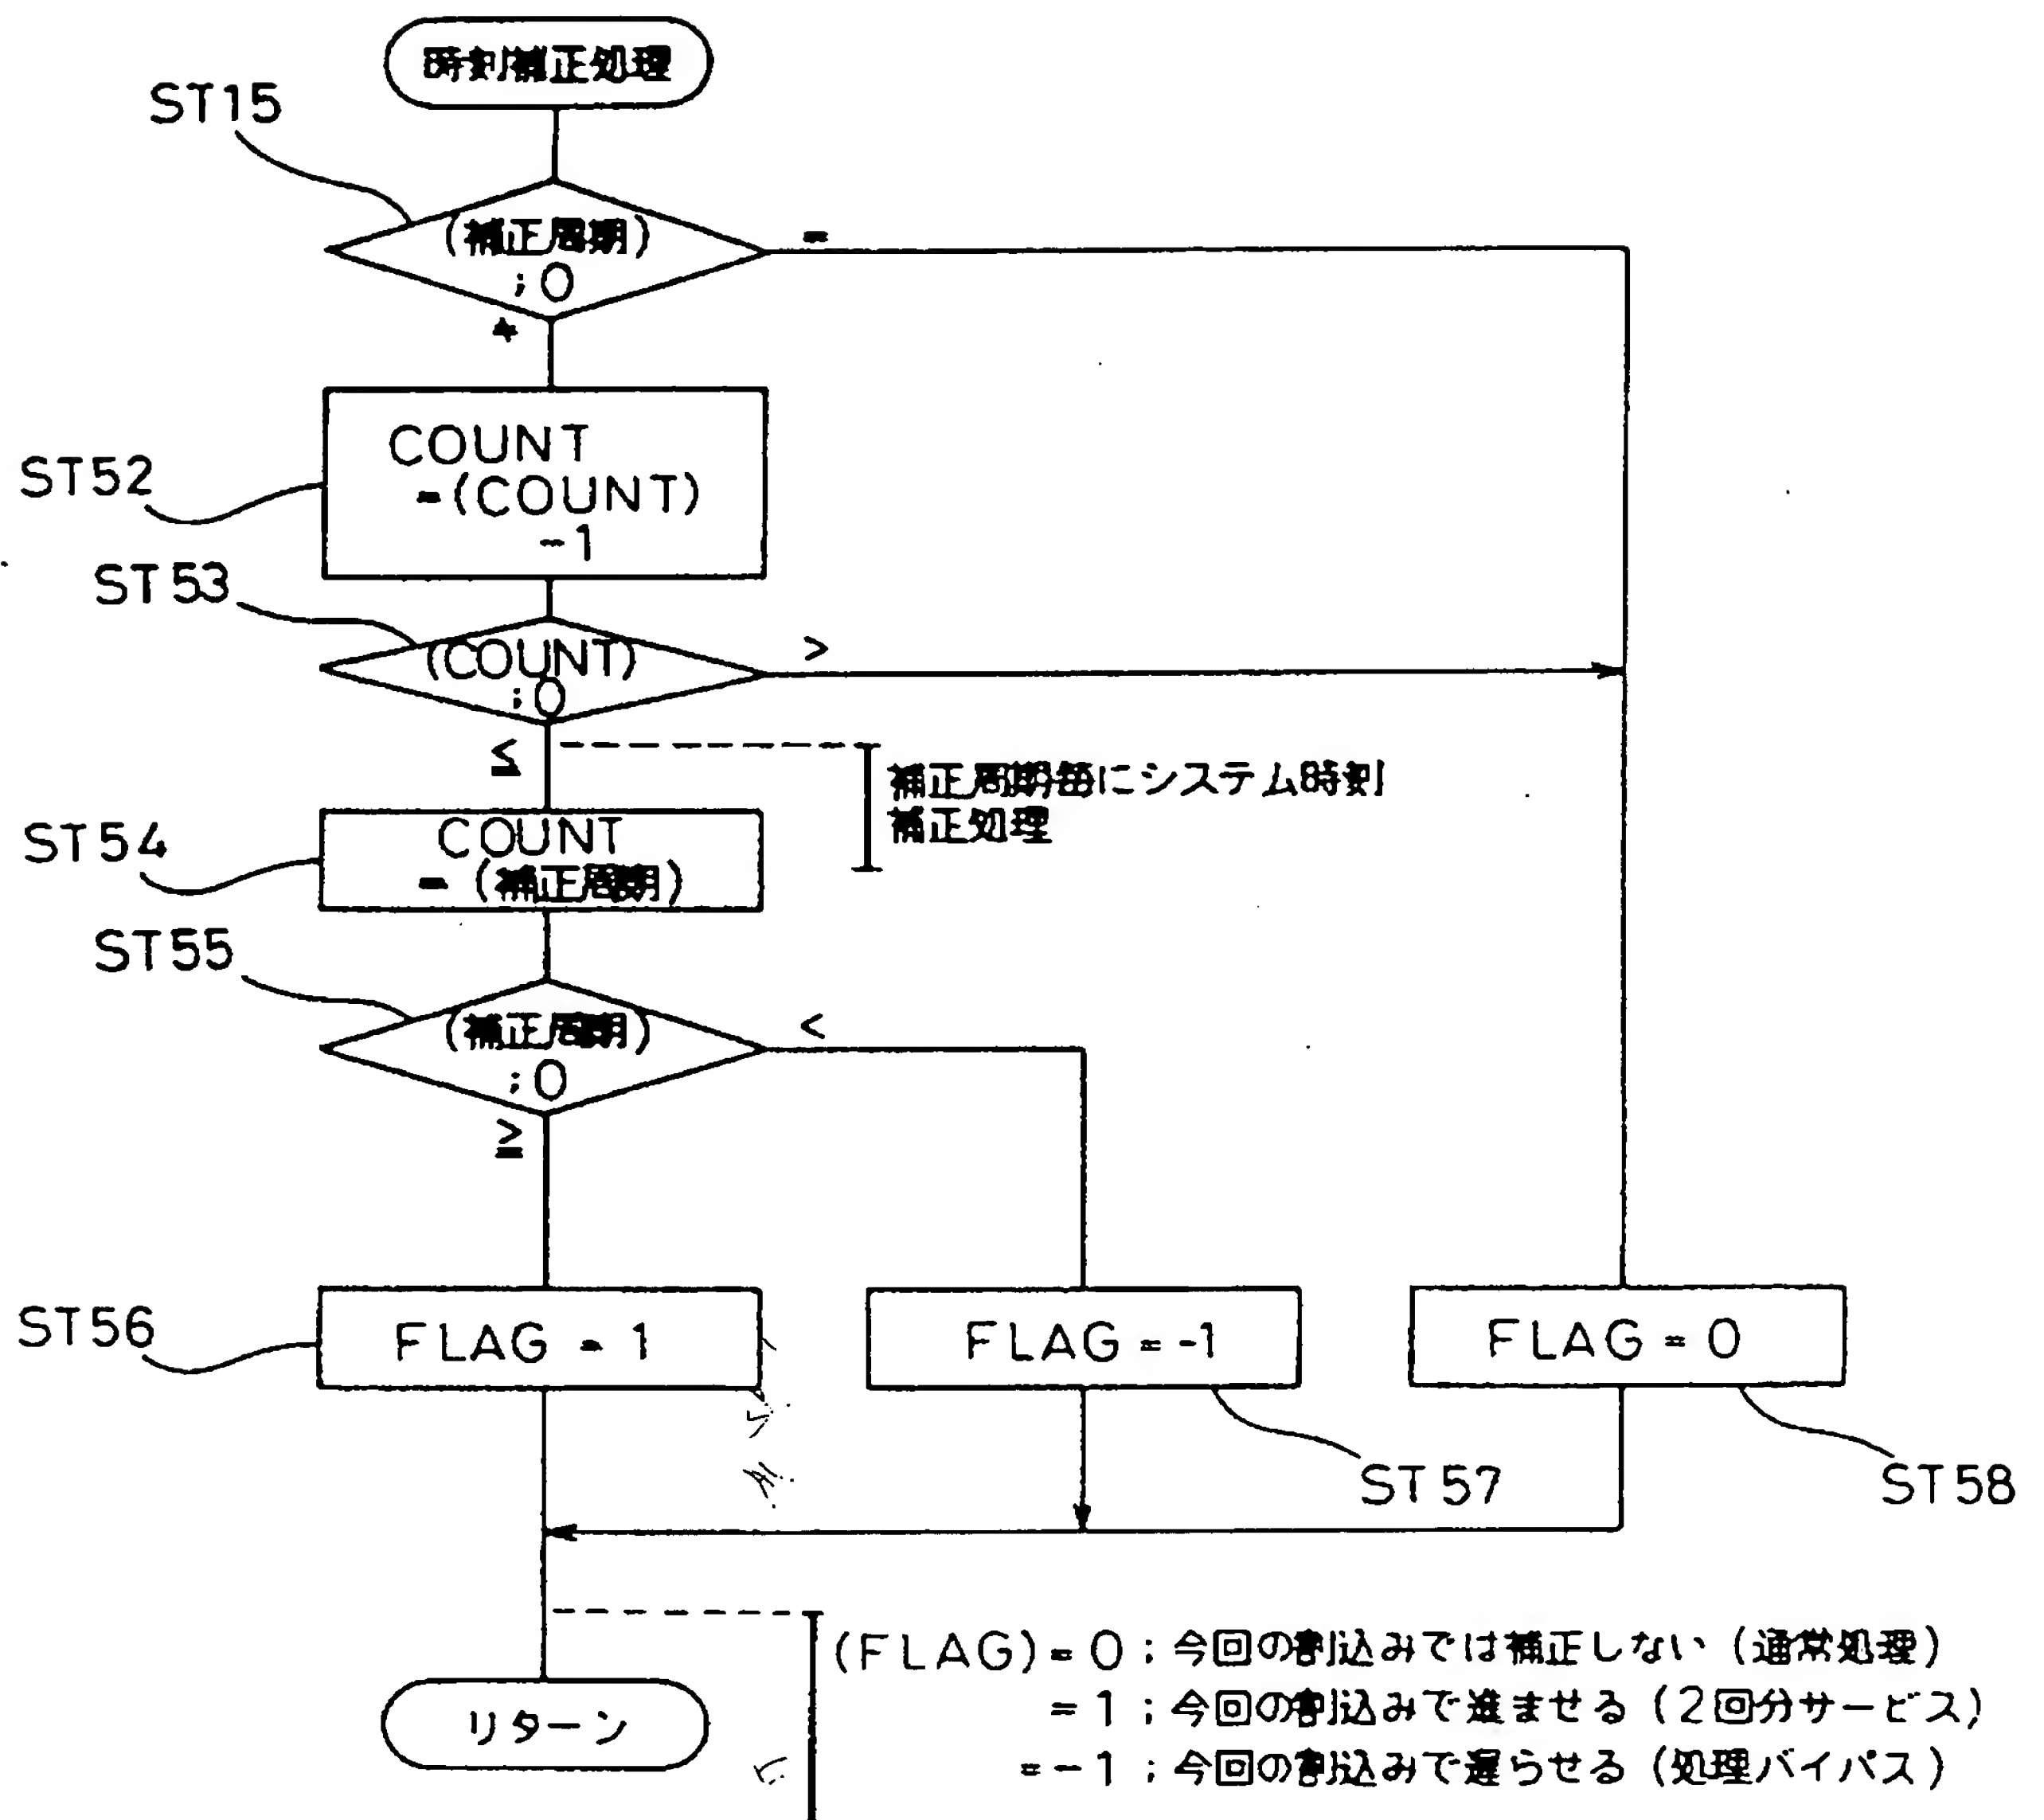 時刻補正処理
ST15
(補正周期)
;0
=
≠
ST52
COUNT
=(COUNT)
-1
ST53
(COUNT)
;0
>
≤
補正周期毎にシステム時刻
補正処理
ST54
COUNT
= (補正周期)
ST55
(補正周期)
;0
<
≥
ST56
FLAG = 1
FLAG = -1
FLAG = 0
ST57
ST58
(FLAG) = 0 ; 今回の割込みでは補正しない (通常処理)
= 1 ; 今回の割込みで進ませる (2回分サービス)
= -1 ; 今回の割込みで遅らせる (処理バイパス)
リターン